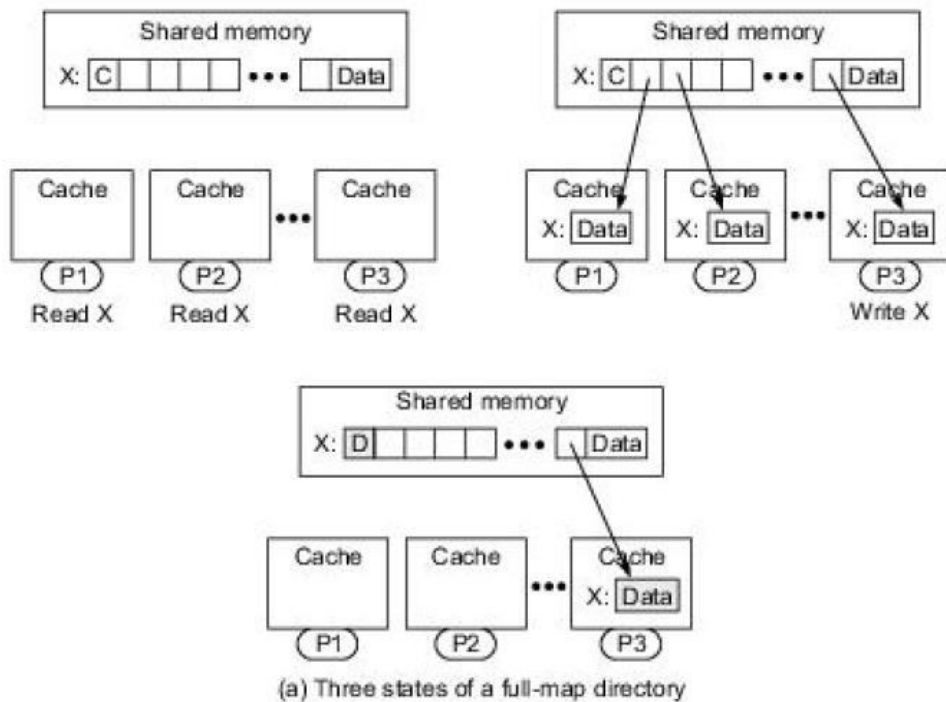 Shared memory
X: C ••• Data
Cache Cache ••• Cache
P1 P2 P3
Read X Read X Read X
Shared memory
X: C ••• Data
Cache Cache ••• Cache
X: Data X: Data X: Data
P1 P2 P3
Write X
Shared memory
X: D ••• Data
Cache Cache ••• Cache
X: Data
P1 P2 P3
(a) Three states of a full-map directory